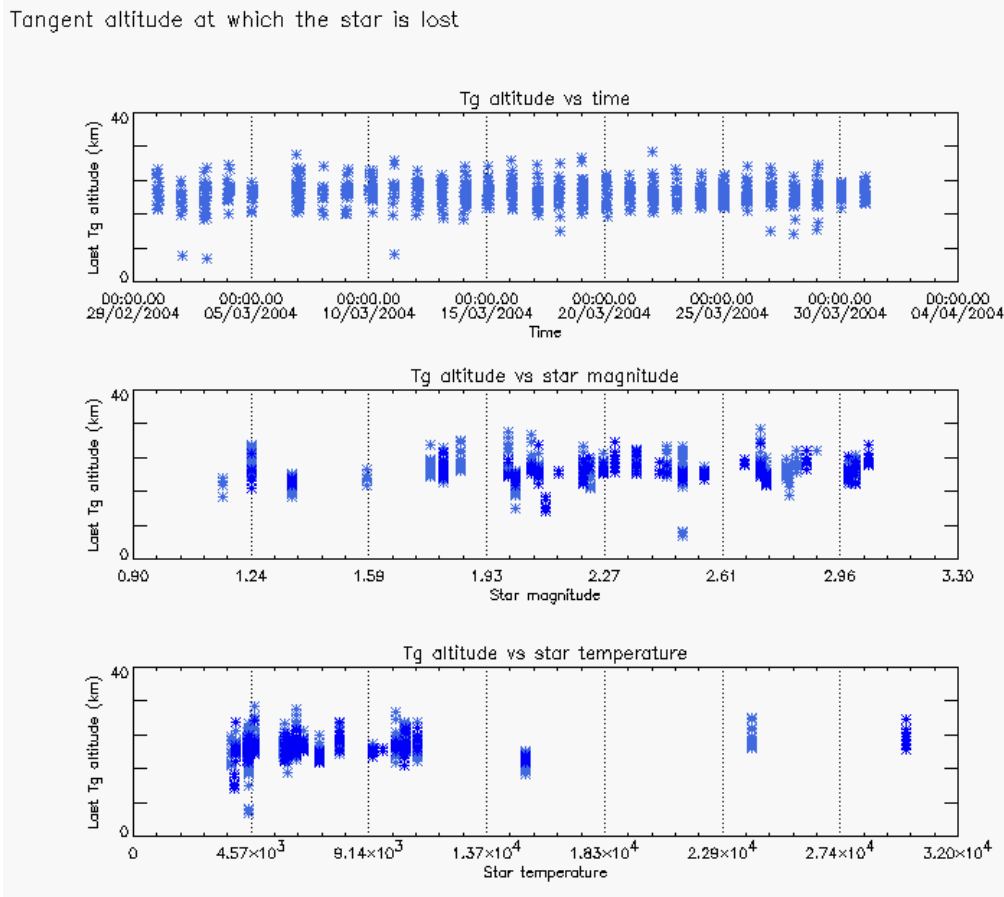 Tangent altitude at which the star is lost
Tg altitude vs time
40
Last Tg altitude (km)
0
00:00.00 00:00.00 00:00.00 00:00.00 00:00.00 00:00.00 00:00.00 00:00.00
29/02/2004 05/03/2004 10/03/2004 15/03/2004 20/03/2004 25/03/2004 30/03/2004 04/04/2004
Time
Tg altitude vs star magnitude
40
Last Tg altitude (km)
0
0.90 1.24 1.59 1.93 2.27 2.61 2.96 3.30
Star magnitude
Tg altitude vs star temperature
40
Last Tg altitude (km)
0
0 4.57×10³ 9.14×10³ 1.37×10⁴ 1.83×10⁴ 2.29×10⁴ 2.74×10⁴ 3.20×10⁴
Star temperature